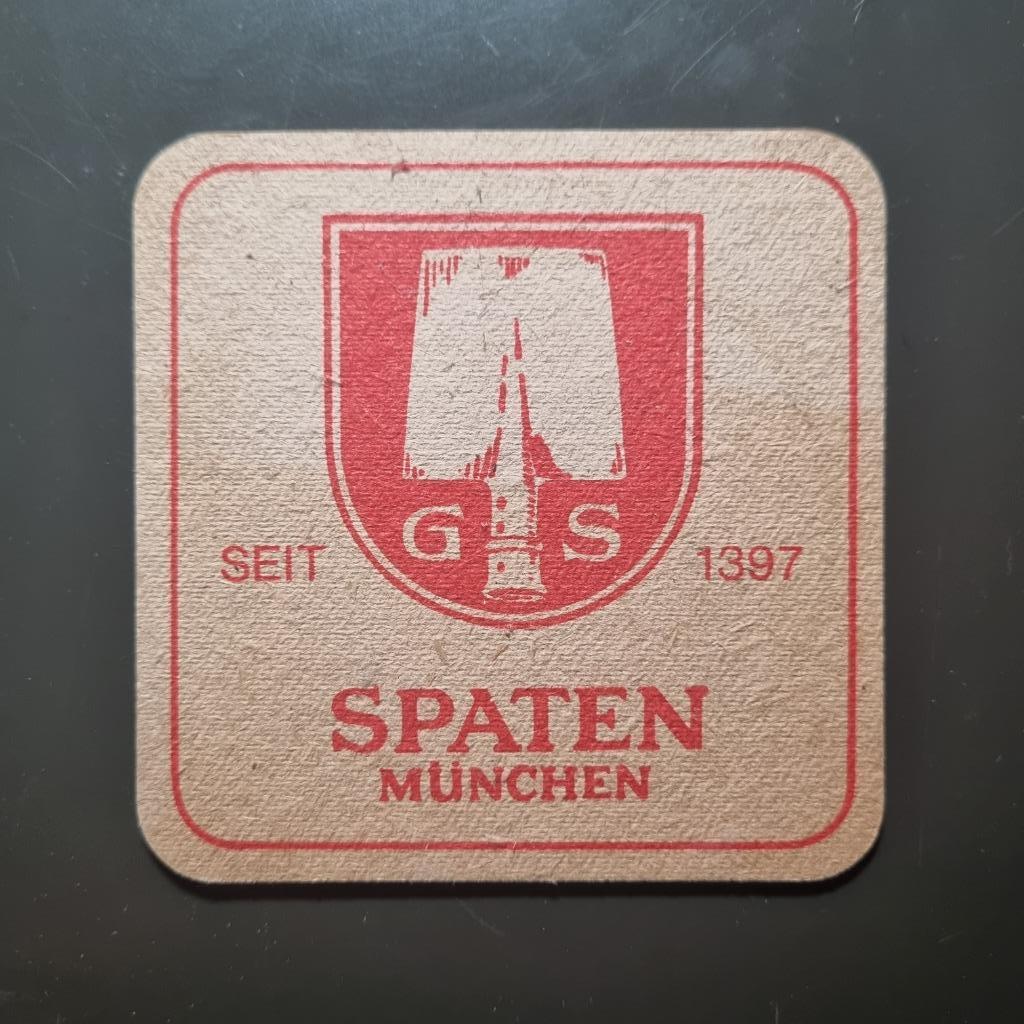 G S
SEIT 1397
SPATEN
MÜNCHEN